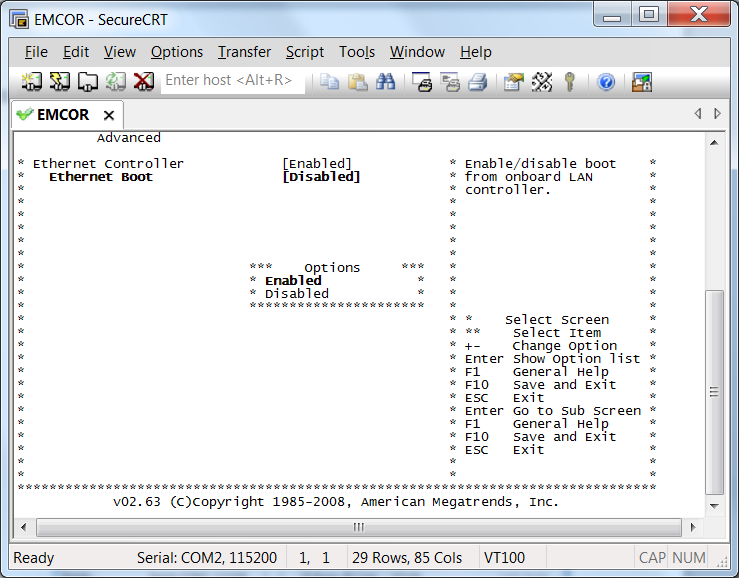 EMCOR - SecureCRT
File Edit View Options Transfer Script Tools Window Help
Enter host <Alt+R>
EMCOR
Advanced
* Ethernet Controller [Enabled] * Enable/disable boot *
* Ethernet Boot [Disabled] * from onboard LAN *
* * controller. *
* * *
* * *
* * *
* * *
* * *
* *** Options *** * *
* * Enabled * * *
* * Disabled * * *
* ********************** * *
* * * Select Screen *
* * ** Select Item *
* * +- Change Option *
* * Enter Show Option list *
* * F1 General Help *
* * F10 Save and Exit *
* * ESC Exit *
* * Enter Go to Sub Screen *
* * F1 General Help *
* * F10 Save and Exit *
* * ESC Exit *
* * *
* * *
********************************************************************************
v02.63 (C)Copyright 1985-2008, American Megatrends, Inc.
Ready Serial: COM2, 115200 1, 1 29 Rows, 85 Cols VT100 CAP NUM